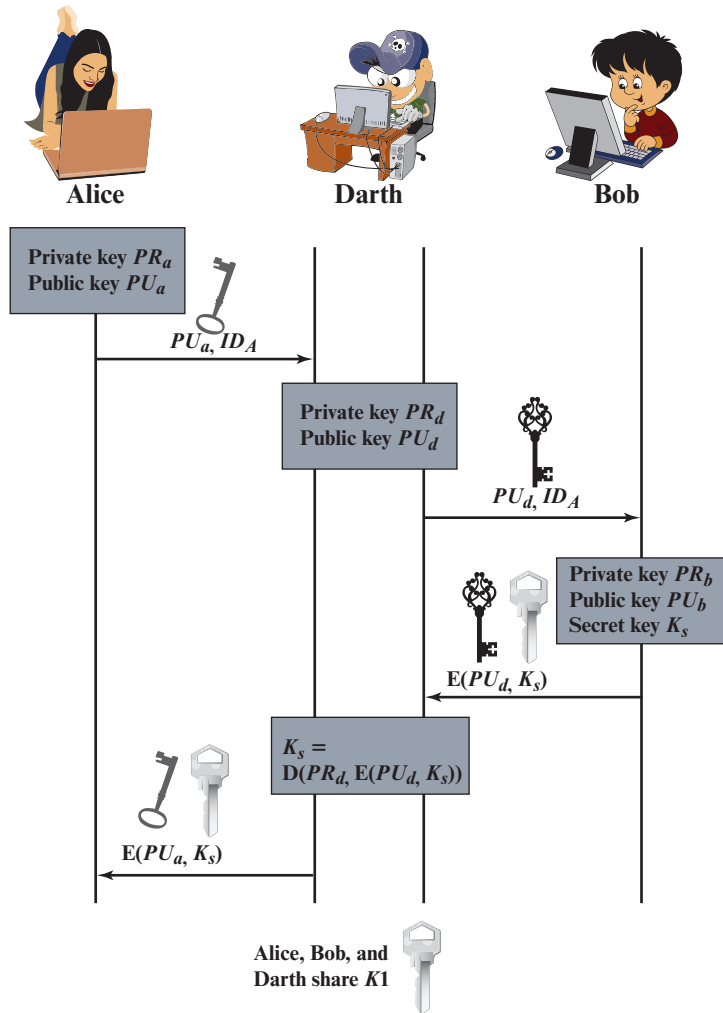 Alice
Darth
Bob
Private key PRa
Public key PUa
PUa, IDA
Private key PRd
Public key PUd
PUd, IDA
Private key PRb
Public key PUb
Secret key Ks
E(PUd, Ks)
Ks =
D(PRd, E(PUd, Ks))
E(PUa, Ks)
Alice, Bob, and
Darth share K1